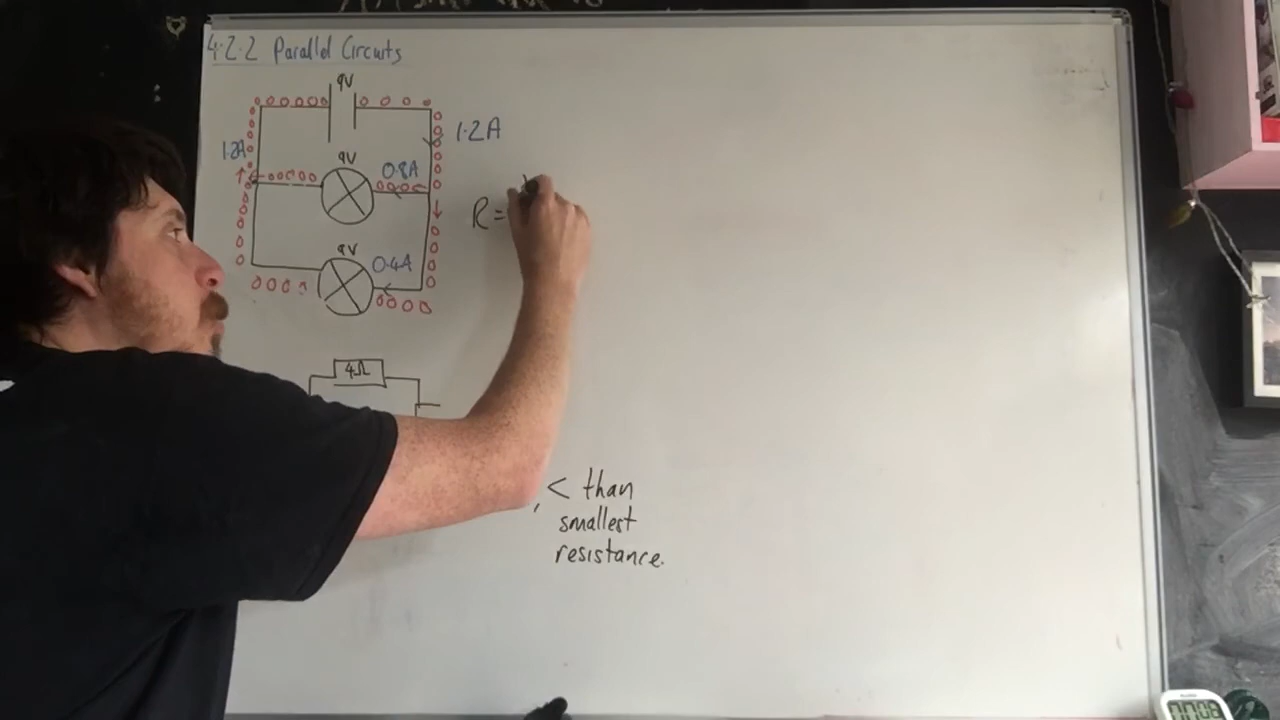 4.2.2 Parallel Circuits
9V
1.2A
1.2A
9V
0.8A
R =
9V
0.4A
4Ω
< than
smallest
resistance.